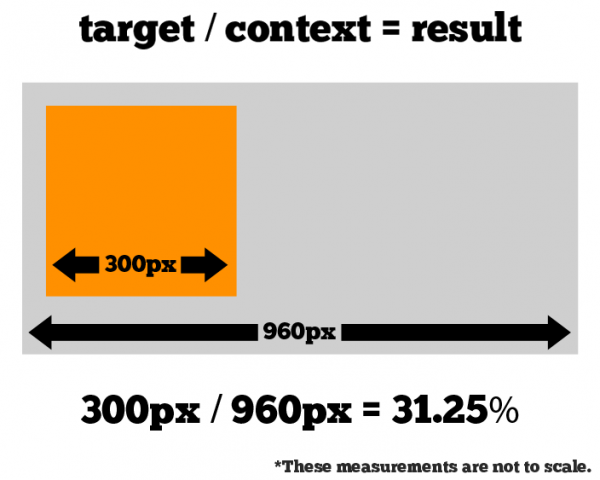 target / context = result
300px
960px
300px / 960px = 31.25%
*These measurements are not to scale.